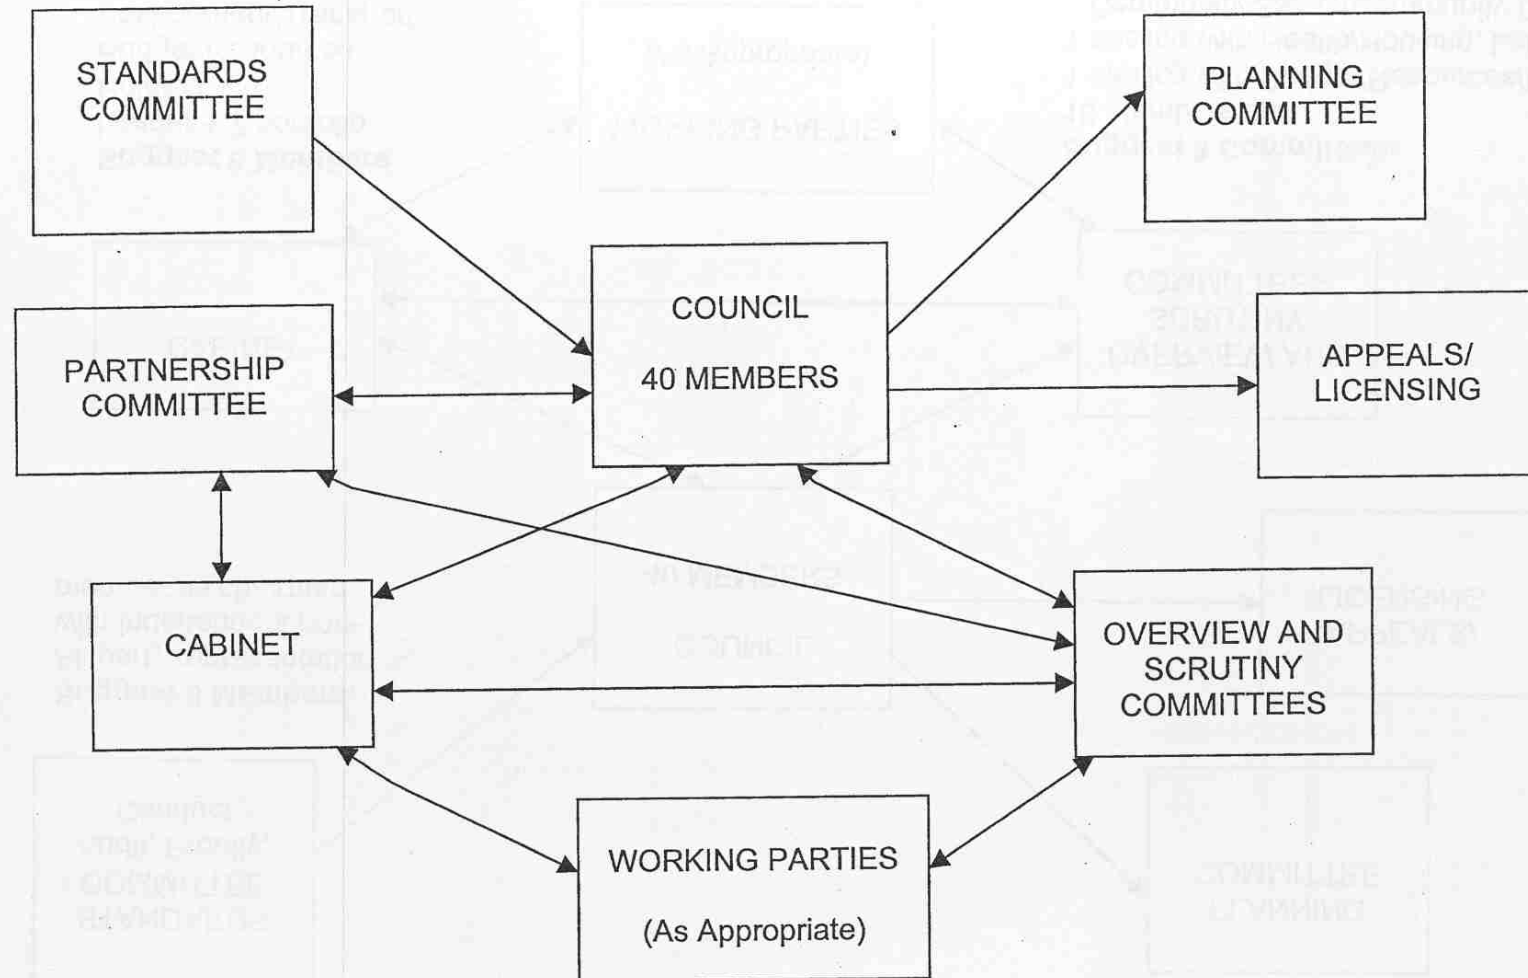 STANDARDS
COMMITTEE
PLANNING
COMMITTEE
COUNCIL
40 MEMBERS
PARTNERSHIP
COMMITTEE
APPEALS/
LICENSING
CABINET
OVERVIEW AND
SCRUTINY
COMMITTEES
WORKING PARTIES
(As Appropriate)